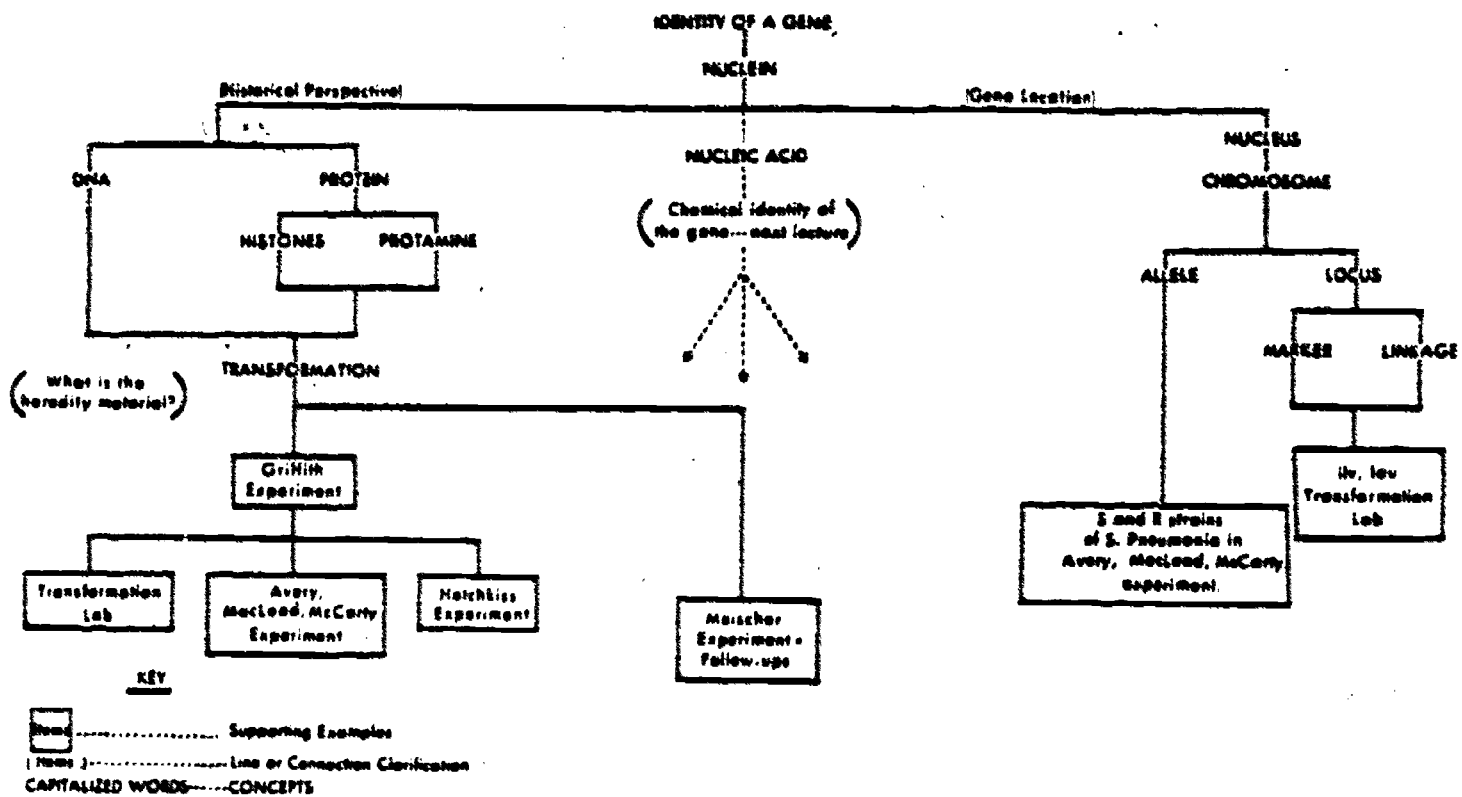 IDENTITY OF A GENE
NUCLEIN
(Historical Perspective)
(Gene Location)
NUCLEUS
NUCLEIC ACID
DNA
PROTEIN
CHROMOSOME
(Chemical identity of
the gene---next lecture)
HISTONES
PROTAMINE
ALLELE
LOCUS
MARKER
LINKAGE
TRANSFORMATION
(What is the
heredity material?)
Griffith
Experiment
ilv, leu
Transformation
Lab
S and R strains
of S. Pneumonia in
Avery, MacLeod, McCarty
experiment.
Transformation
Lab
Avery,
MacLeod, McCarty
Experiment
Hotchkiss
Experiment
Meischer
Experiment +
Follow-ups
KEY
Items
Supporting Examples
(Items)
Line or Connection Clarification
CAPITALIZED WORDS-----CONCEPTS